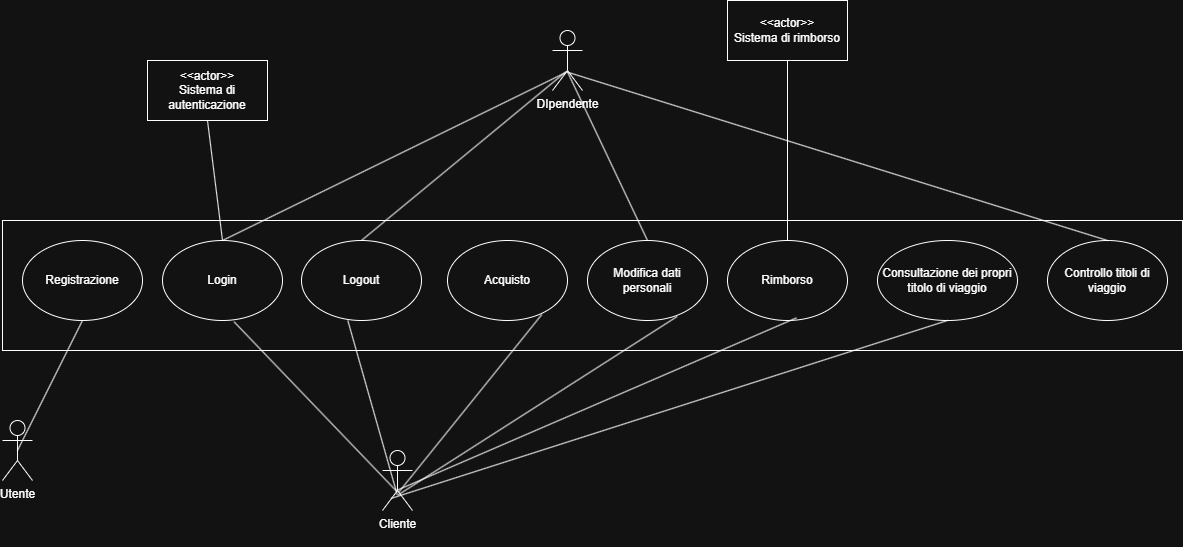 <<actor>>
Sistema di rimborso
<<actor>>
Sistema di
autenticazione
DIpendente
Registrazione
Login
Logout
Acquisto
Modifica dati
personali
Rimborso
Consultazione dei propri
titolo di viaggio
Controllo titoli di
viaggio
Utente
Cliente